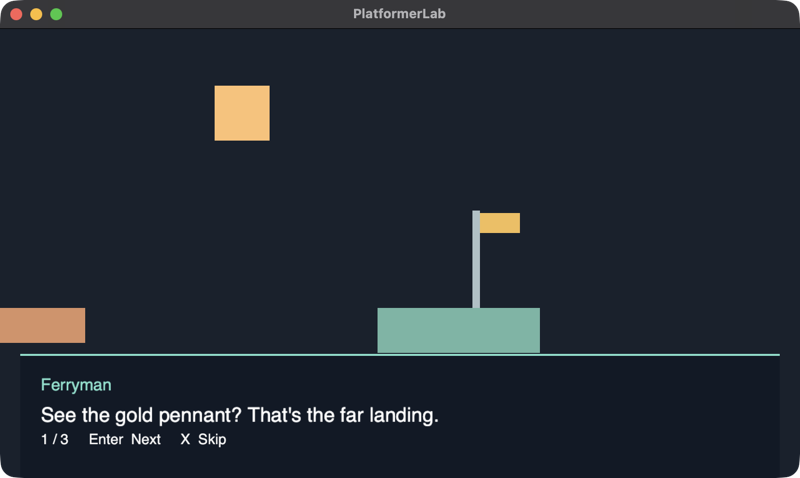 PlatformerLab
Ferryman
See the gold pennant? That's the far landing.
1 / 3 Enter Next X Skip